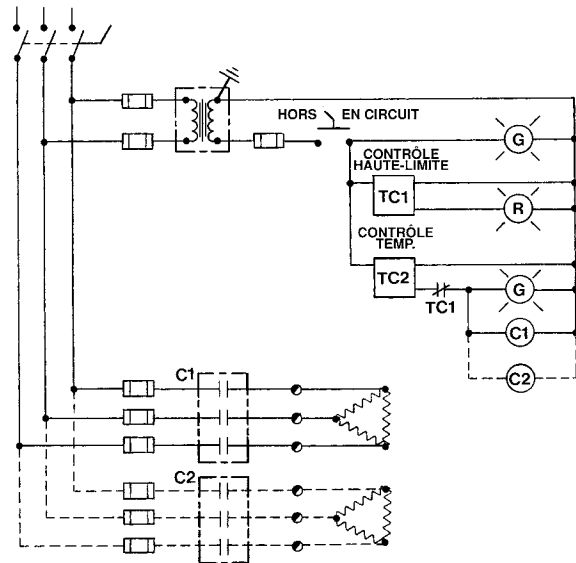 HORS EN CIRCUIT
G
CONTRÔLE
HAUTE-LIMITE
TC1
R
CONTRÔLE
TEMP.
TC2
TC1
G
C1
C2
C1
C2